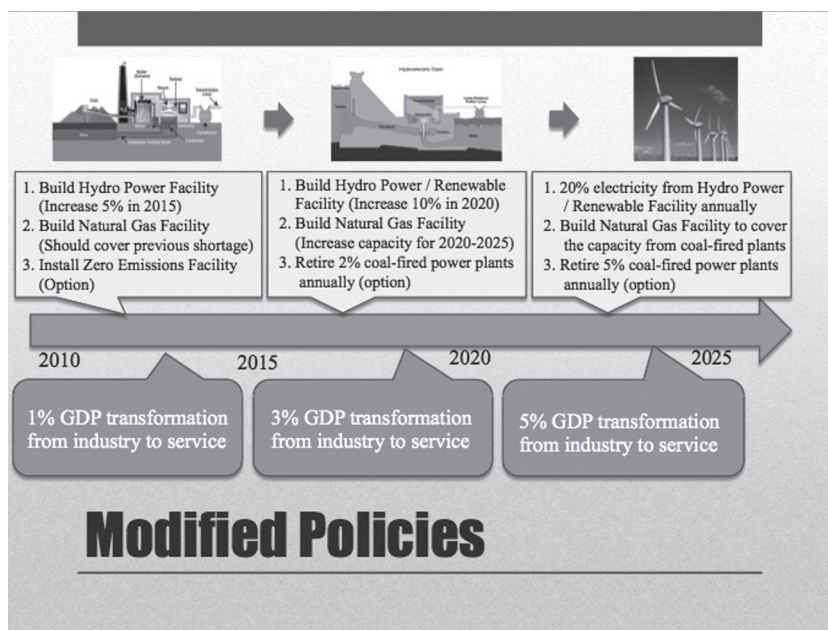 Hydroelectric Dam
1. Build Hydro Power Facility
(Increase 5% in 2015)
2. Build Natural Gas Facility
(Should cover previous shortage)
3. Install Zero Emissions Facility
(Option)
1. Build Hydro Power / Renewable
Facility (Increase 10% in 2020)
2. Build Natural Gas Facility
(Increase capacity for 2020-2025)
3. Retire 2% coal-fired power plants
annually (option)
1. 20% electricity from Hydro Power
/ Renewable Facility annually
2. Build Natural Gas Facility to cover
the capacity from coal-fired plants
3. Retire 5% coal-fired power plants
annually (option)
2010
2015
2020
2025
1% GDP transformation
from industry to service
3% GDP transformation
from industry to service
5% GDP transformation
from industry to service
Modified Policies